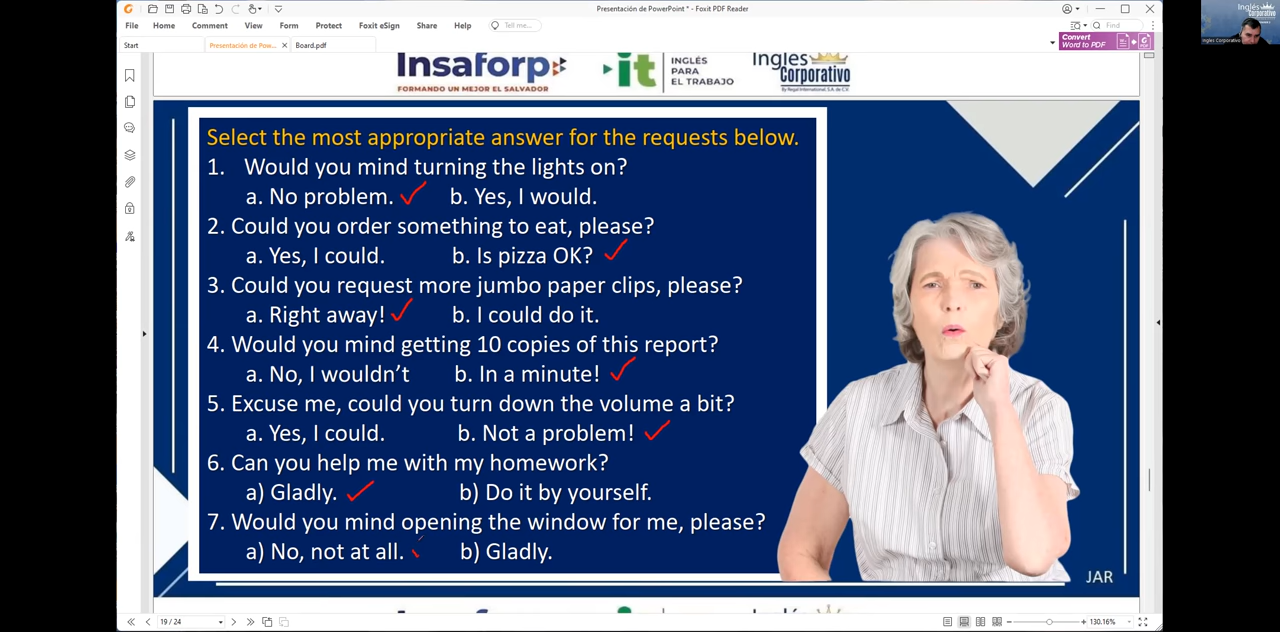 Presentación de PowerPoint * - Foxit PDF Reader
File Home Comment View Form Protect Foxit eSign Share Help Tell me... Find
Start Presentación de Pow... Board.pdf
Convert
Word to PDF
Inglés
Corporativo
Ingles Corporativo
Insaforp
FORMANDO UN MEJOR EL SALVADOR
it INGLÉS
PARA
EL TRABAJO
Inglés
Corporativo
Select the most appropriate answer for the requests below.
1. Would you mind turning the lights on?
a. No problem. b. Yes, I would.
2. Could you order something to eat, please?
a. Yes, I could. b. Is pizza OK?
3. Could you request more jumbo paper clips, please?
a. Right away! b. I could do it.
4. Would you mind getting 10 copies of this report?
a. No, I wouldn't b. In a minute!
5. Excuse me, could you turn down the volume a bit?
a. Yes, I could. b. Not a problem!
6. Can you help me with my homework?
a) Gladly. b) Do it by yourself.
7. Would you mind opening the window for me, please?
a) No, not at all. b) Gladly.
JAR
19 / 24
130.16%